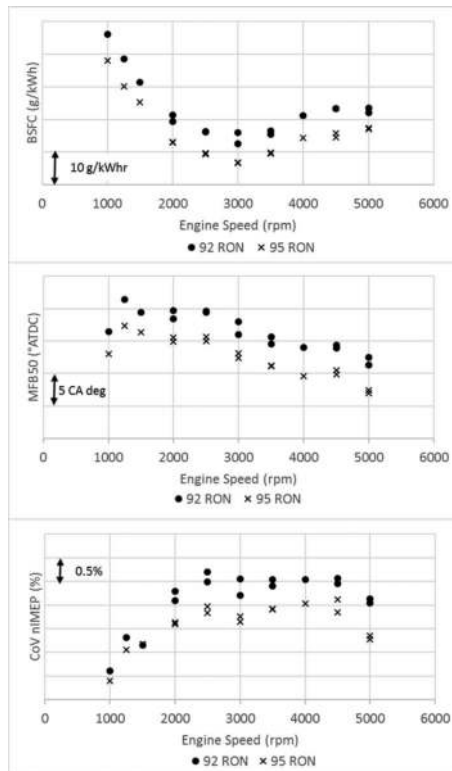 BSFC (g/kWh)
10 g/kWhr
0 1000 2000 3000 4000 5000 6000
Engine Speed (rpm)
● 92 RON × 95 RON
MFB50 (°ATDC)
5 CA deg
0 1000 2000 3000 4000 5000 6000
Engine Speed (rpm)
● 92 RON × 95 RON
CoV nIMEP (%)
0.5%
0 1000 2000 3000 4000 5000 6000
Engine Speed (rpm)
● 92 RON × 95 RON